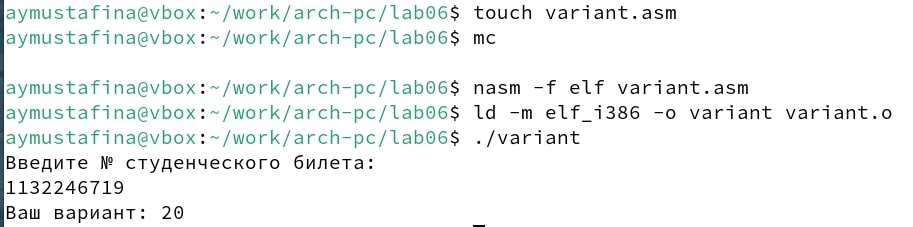 aymustafina@vbox:~/work/arch-pc/lab06$ touch variant.asm
aymustafina@vbox:~/work/arch-pc/lab06$ mc
aymustafina@vbox:~/work/arch-pc/lab06$ nasm -f elf variant.asm
aymustafina@vbox:~/work/arch-pc/lab06$ ld -m elf_i386 -o variant variant.o
aymustafina@vbox:~/work/arch-pc/lab06$ ./variant
Введите № студенческого билета:
1132246719
Ваш вариант: 20